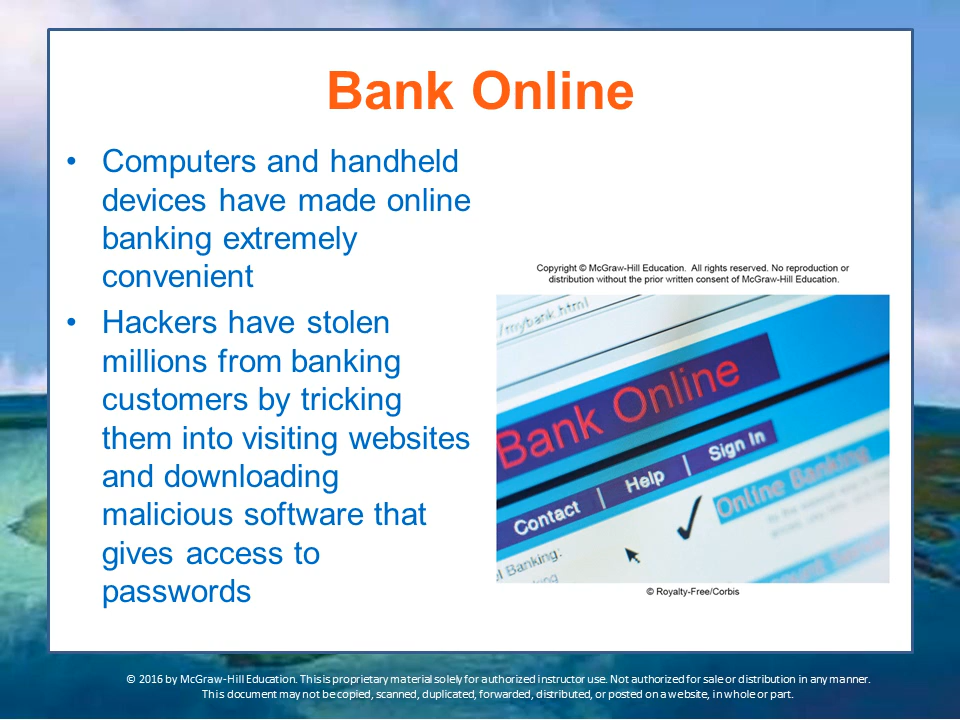 Bank Online
• Computers and handheld
devices have made online
banking extremely
convenient
• Hackers have stolen
millions from banking
customers by tricking
them into visiting websites
and downloading
malicious software that
gives access to
passwords
Copyright © McGraw-Hill Education. All rights reserved. No reproduction or
distribution without the prior written consent of McGraw-Hill Education.
/mybank.html
Bank Online
Contact | Help | Sign In
Online Banking
Banking:
© Royalty-Free/Corbis
© 2016 by McGraw-Hill Education. This is proprietary material solely for authorized instructor use. Not authorized for sale or distribution in any manner.
This document may not be copied, scanned, duplicated, forwarded, distributed, or posted on a website, in whole or part.